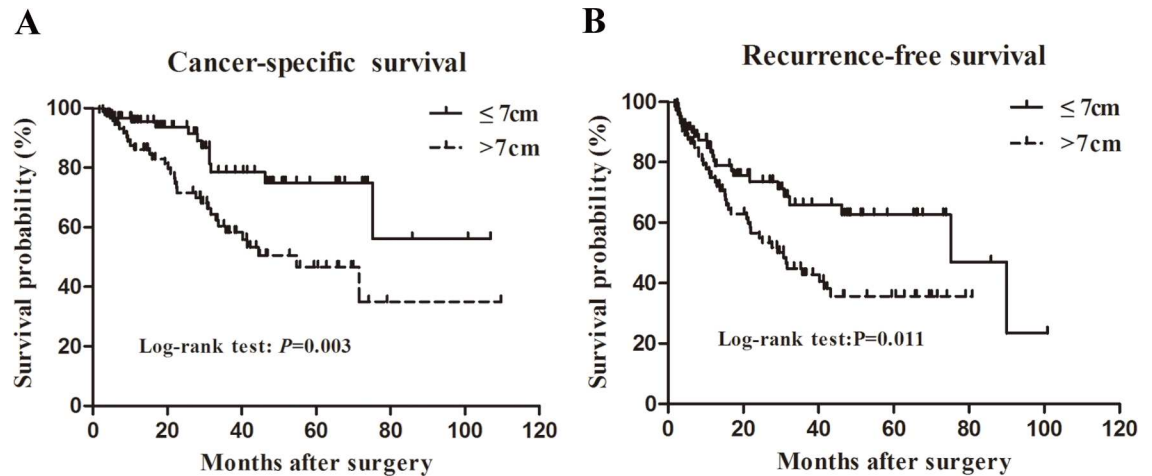 A
Cancer-specific survival
≤ 7cm
>7cm
Survival probability (%)
100
80
60
40
20
0
Log-rank test: P=0.003
0 20 40 60 80 100 120
Months after surgery
B
Recurrence-free survival
≤ 7cm
>7cm
Survival probability (%)
100
80
60
40
20
0
Log-rank test:P=0.011
0 20 40 60 80 100 120
Months after surgery